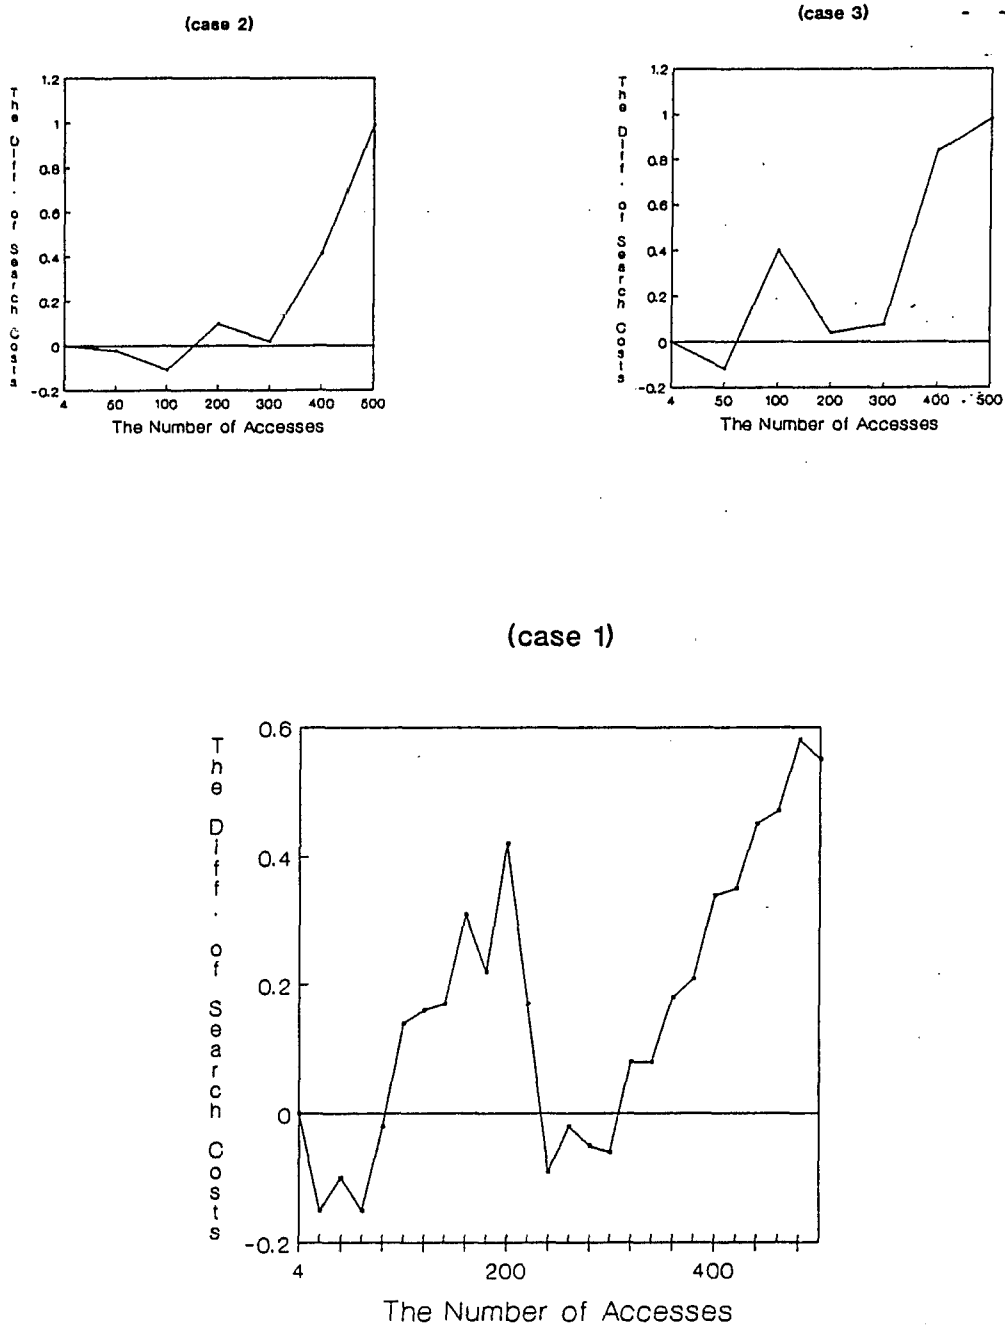 (case 2)
The Diff. of Search Costs
1.2
1
0.8
0.6
0.4
0.2
0
-0.2
4 50 100 200 300 400 500
The Number of Accesses
(case 3)
The Diff. of Search Costs
1.2
1
0.8
0.6
0.4
0.2
0
-0.2
4 50 100 200 300 400 500
The Number of Accesses
(case 1)
The Diff. of Search Costs
0.6
0.4
0.2
0
-0.2
4 200 400
The Number of Accesses